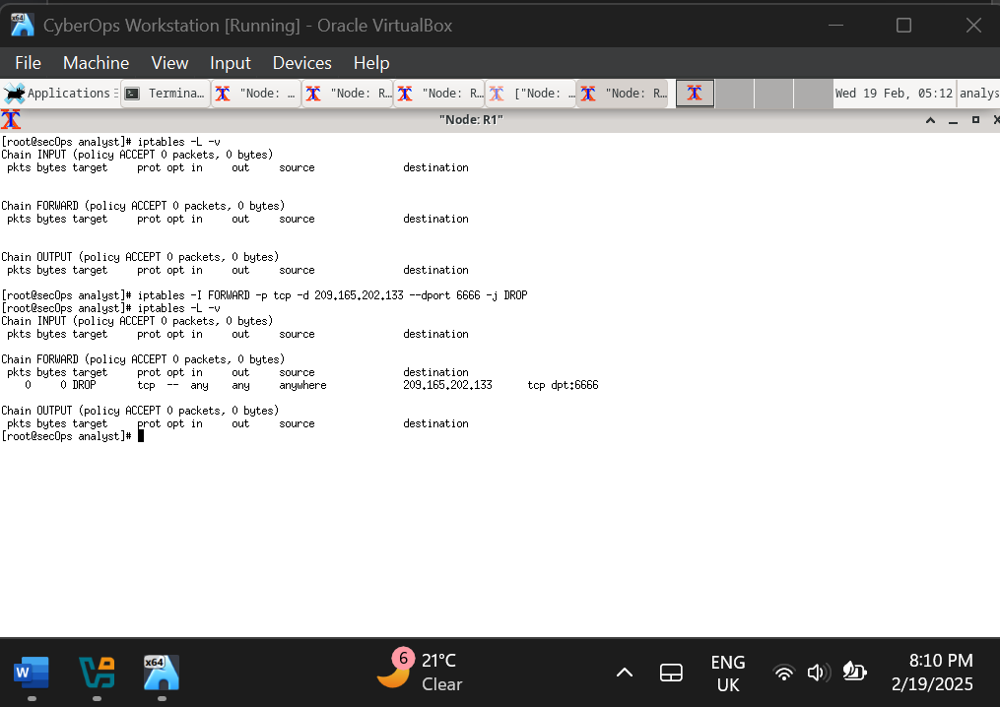 x64
CyberOps Workstation [Running] - Oracle VirtualBox
File Machine View Input Devices Help
Applications Termina... "Node: ... "Node: R... "Node: R... ["Node: ... "Node: R... Wed 19 Feb, 05:12 analys
"Node: R1"
[root@secOps analyst]# iptables -L -v
Chain INPUT (policy ACCEPT 0 packets, 0 bytes)
pkts bytes target prot opt in out source destination
Chain FORWARD (policy ACCEPT 0 packets, 0 bytes)
pkts bytes target prot opt in out source destination
Chain OUTPUT (policy ACCEPT 0 packets, 0 bytes)
pkts bytes target prot opt in out source destination
[root@secOps analyst]# iptables -I FORWARD -p tcp -d 209.165.202.133 --dport 6666 -j DROP
[root@secOps analyst]# iptables -L -v
Chain INPUT (policy ACCEPT 0 packets, 0 bytes)
pkts bytes target prot opt in out source destination
Chain FORWARD (policy ACCEPT 0 packets, 0 bytes)
pkts bytes target prot opt in out source destination
0 0 DROP tcp -- any any anywhere 209.165.202.133 tcp dpt:6666
Chain OUTPUT (policy ACCEPT 0 packets, 0 bytes)
pkts bytes target prot opt in out source destination
[root@secOps analyst]#
W x64 6 21°C ENG 8:10 PM
Clear UK 2/19/2025